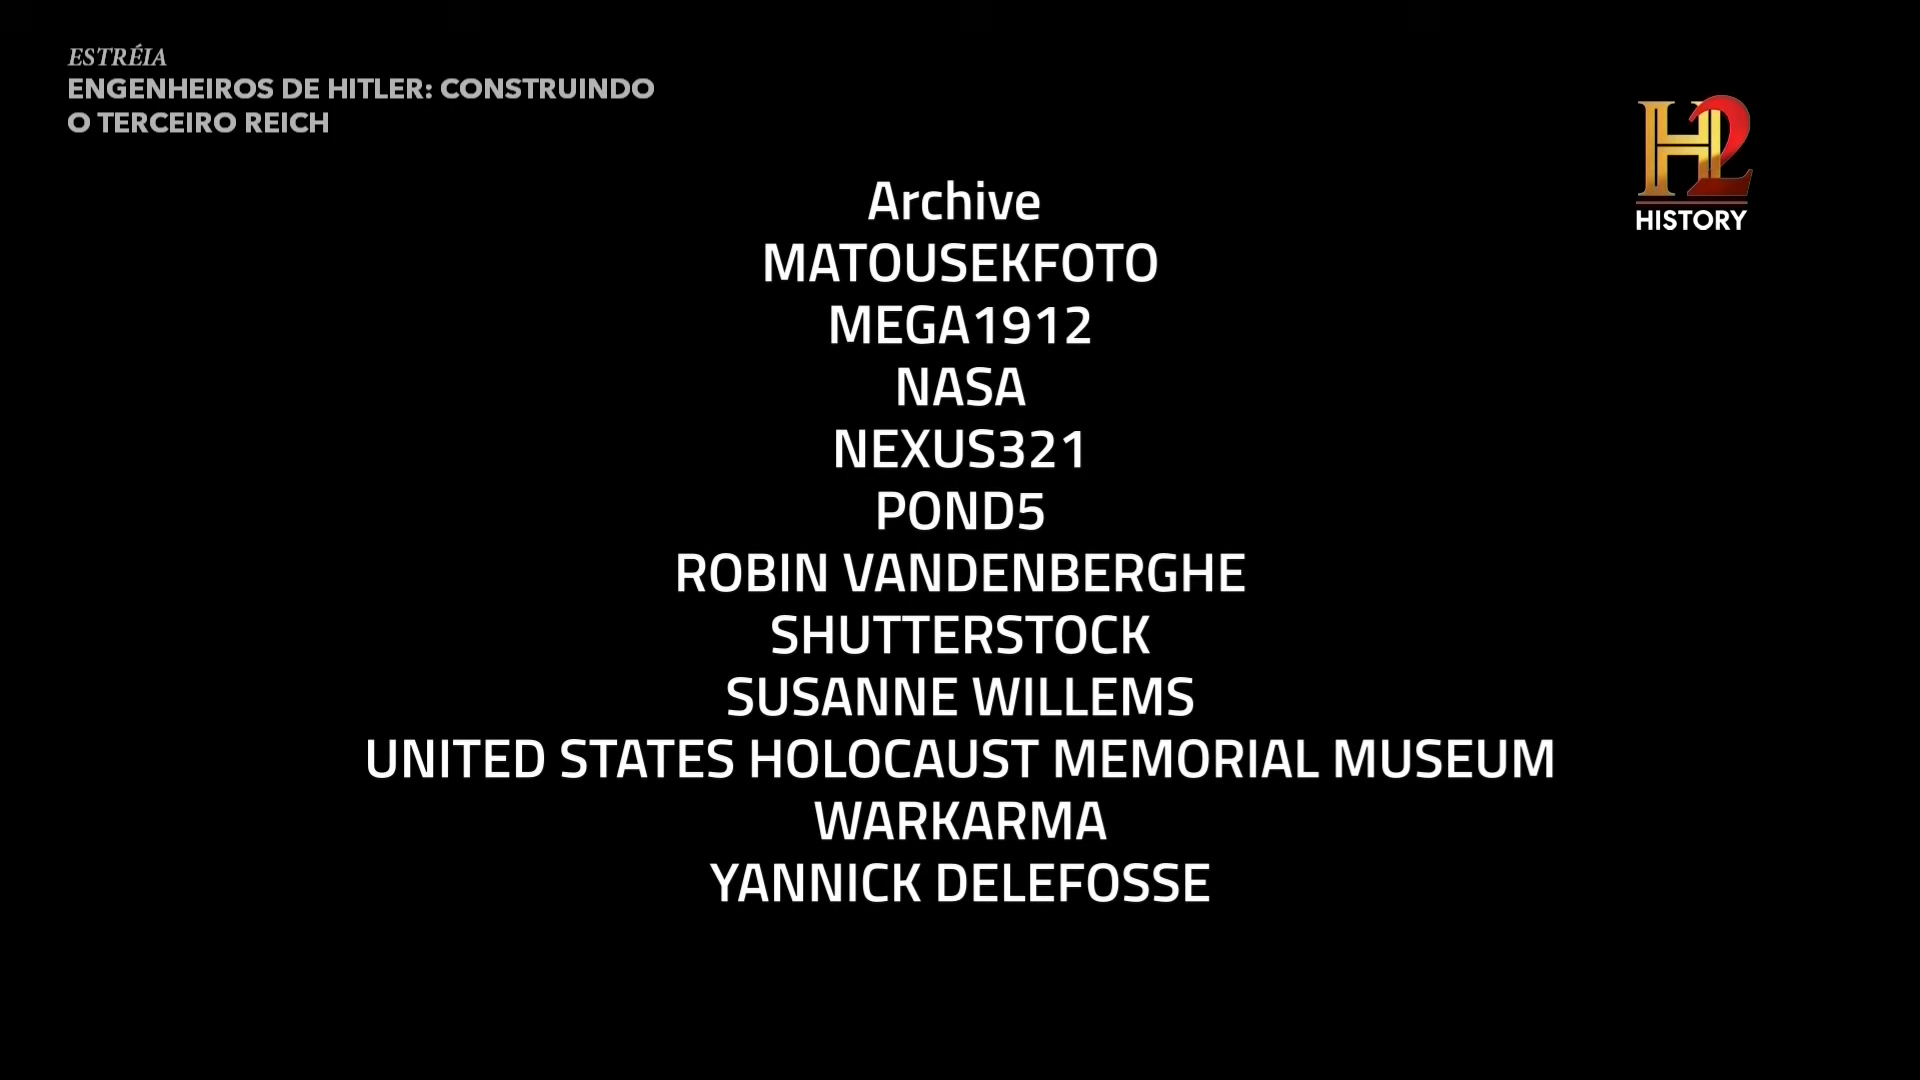 ESTRÉIA
ENGENHEIROS DE HITLER: CONSTRUINDO
O TERCEIRO REICH
H2
HISTORY
Archive
MATOUSEKFOTO
MEGA1912
NASA
NEXUS321
POND5
ROBIN VANDENBERGHE
SHUTTERSTOCK
SUSANNE WILLEMS
UNITED STATES HOLOCAUST MEMORIAL MUSEUM
WARKARMA
YANNICK DELEFOSSE